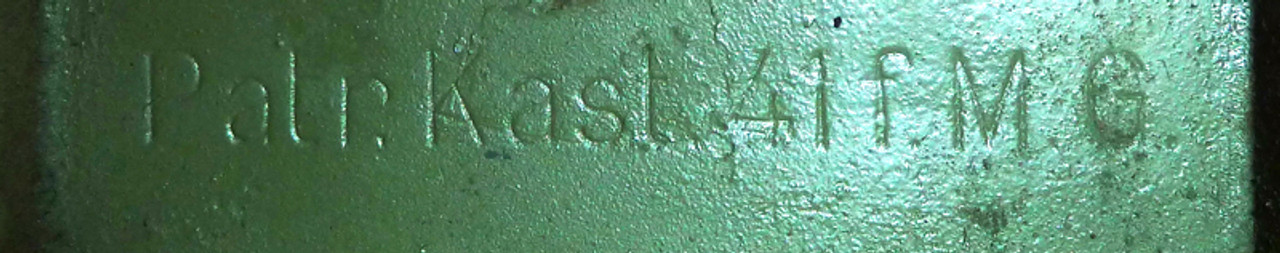 Patr. Kast. 41 f. M G